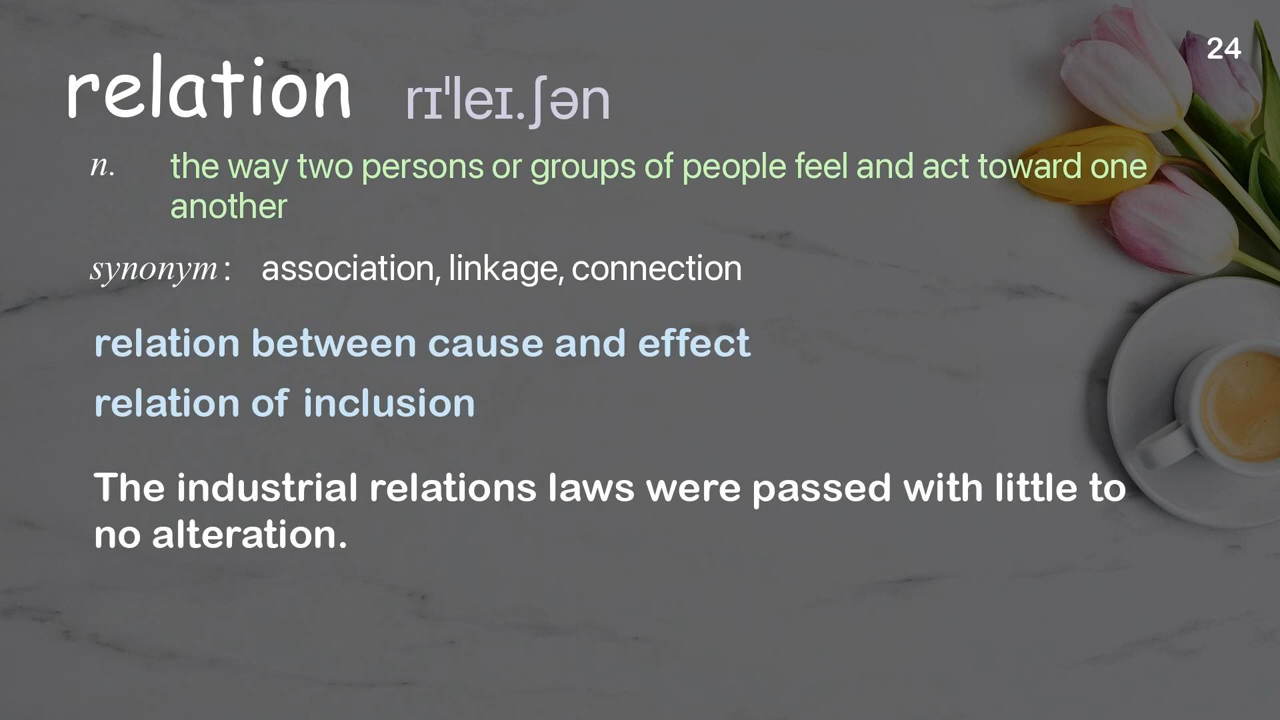 24
relation rɪˈleɪ.ʃən
n. the way two persons or groups of people feel and act toward one
another
synonym: association, linkage, connection
relation between cause and effect
relation of inclusion
The industrial relations laws were passed with little to
no alteration.